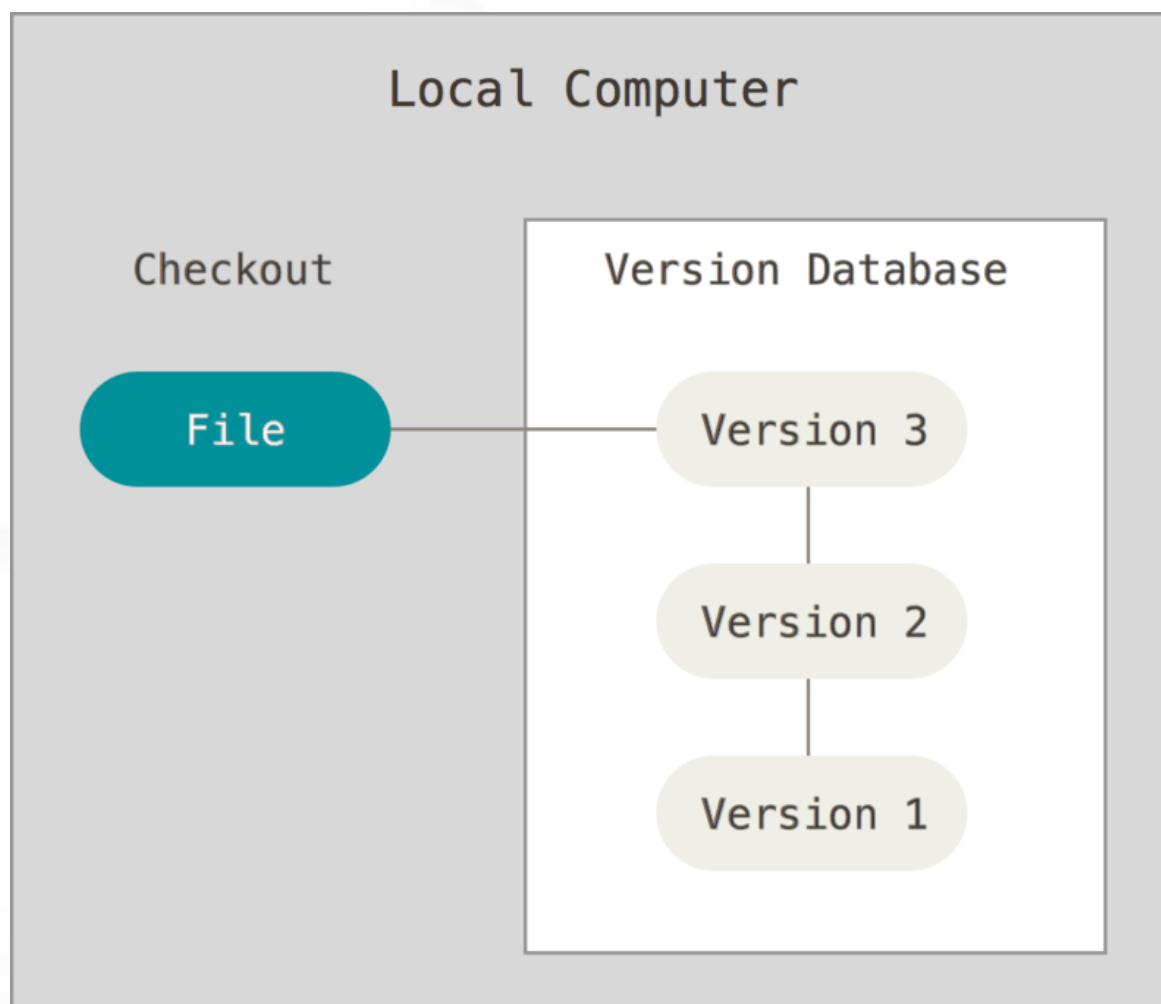 Local Computer
Checkout
Version Database
File
Version 3
Version 2
Version 1